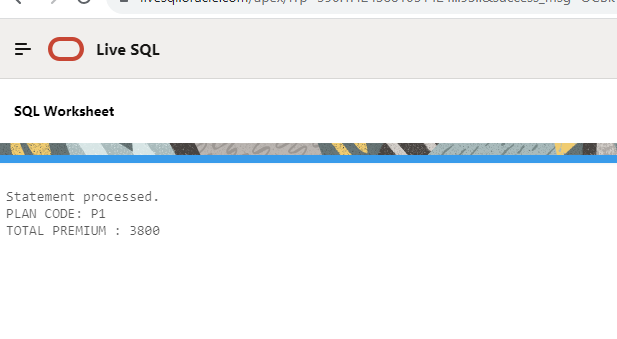 Live SQL
SQL Worksheet
Statement processed.
PLAN CODE: P1
TOTAL PREMIUM : 3800